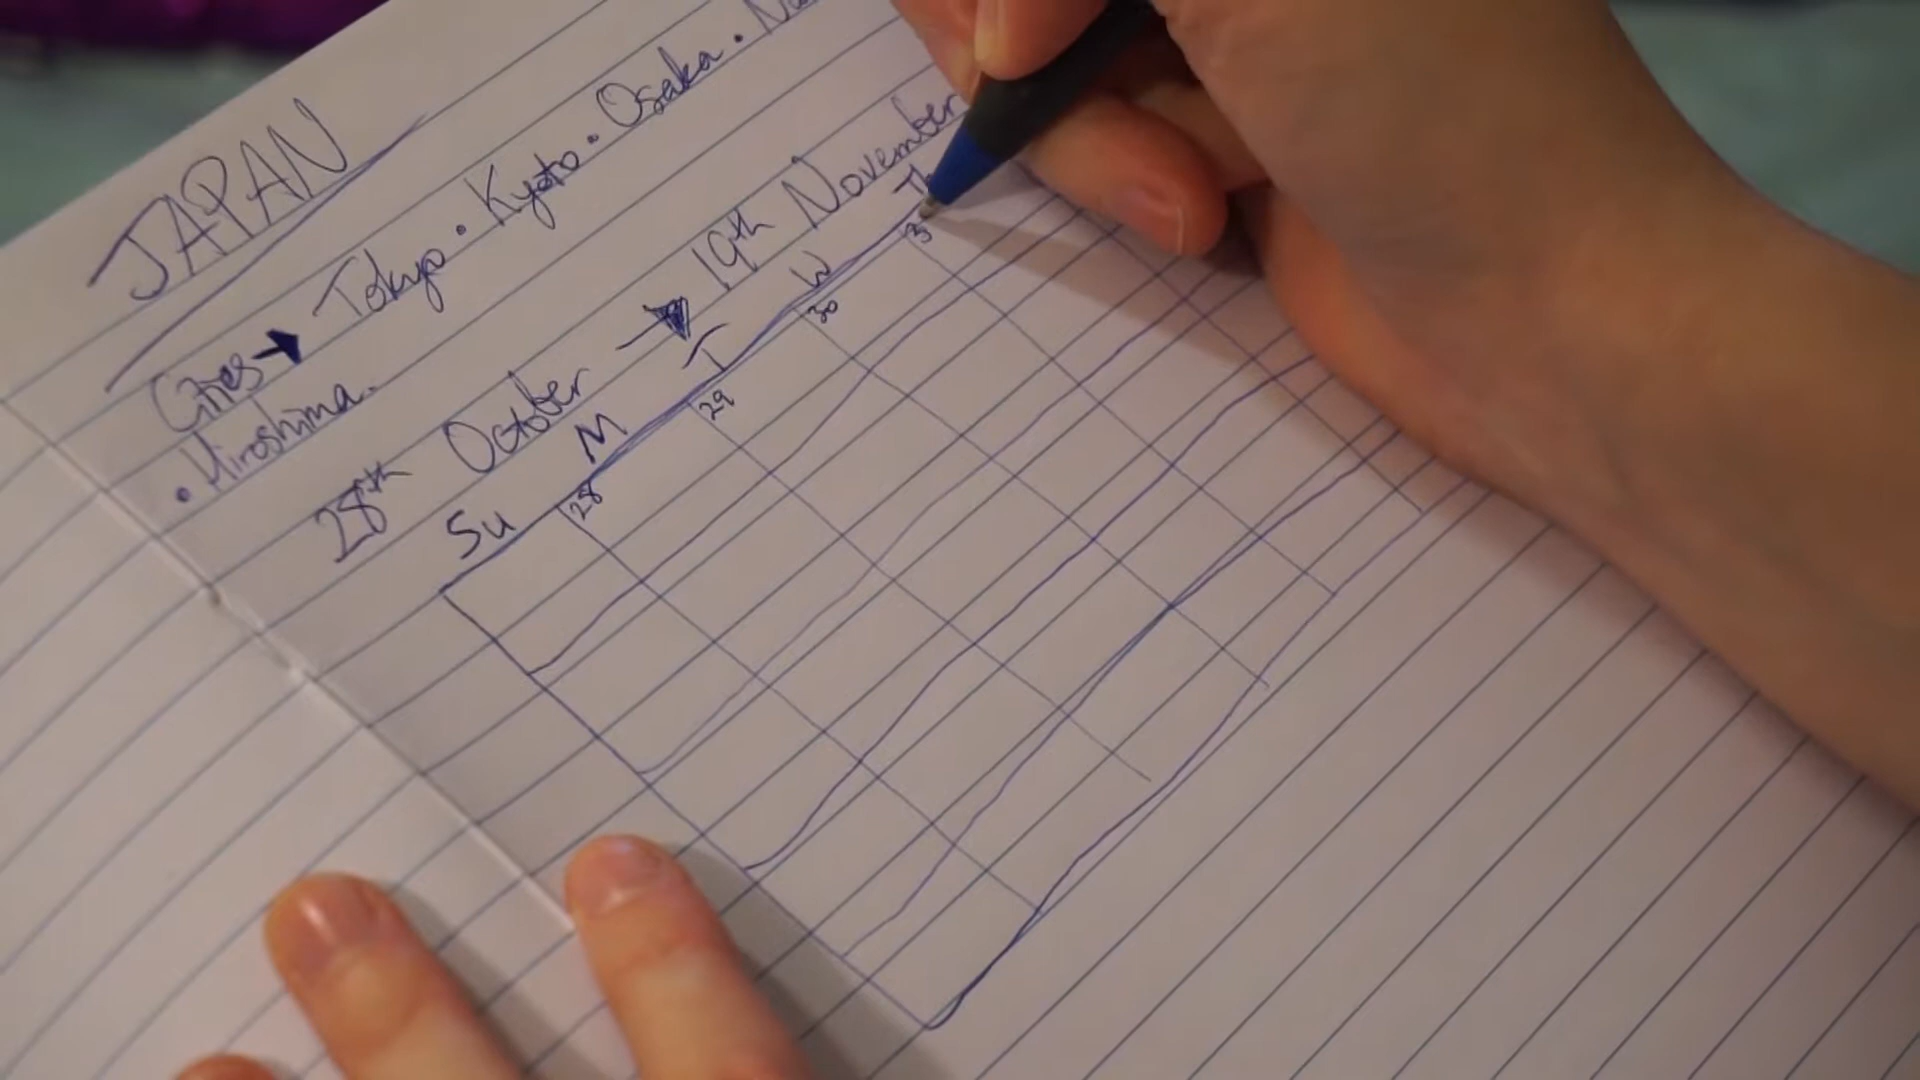 JAPAN
Cities → Tokyo • Kyoto • Osaka •
• Hiroshima.
28th October → 19th November
Su M T W
28 29 30